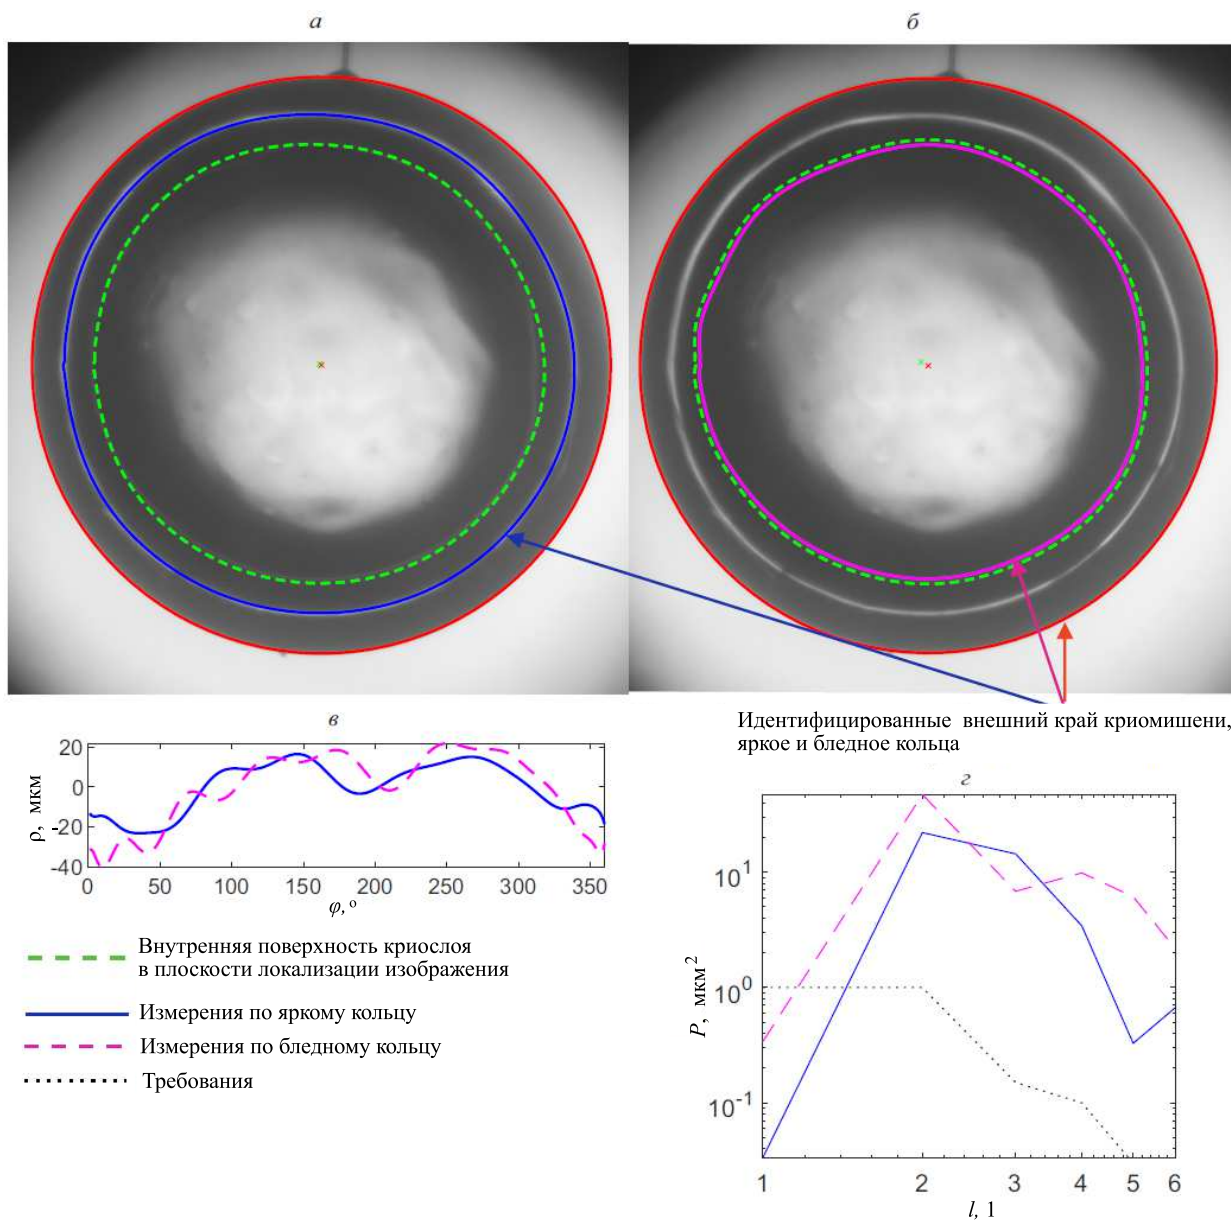 а
б
в
20
0
-20
-40
0
50
100
150
200
250
300
350
ρ, мкм
φ,°
Внутренняя поверхность криослоя
в плоскости локализации изображения
Измерения по яркому кольцу
Измерения по бледному кольцу
Требования
Идентифицированные внешний край криомишени,
яркое и бледное кольца
г
10¹
10⁰
10⁻¹
P, мкм²
1
2
3
4
5
6
l, 1